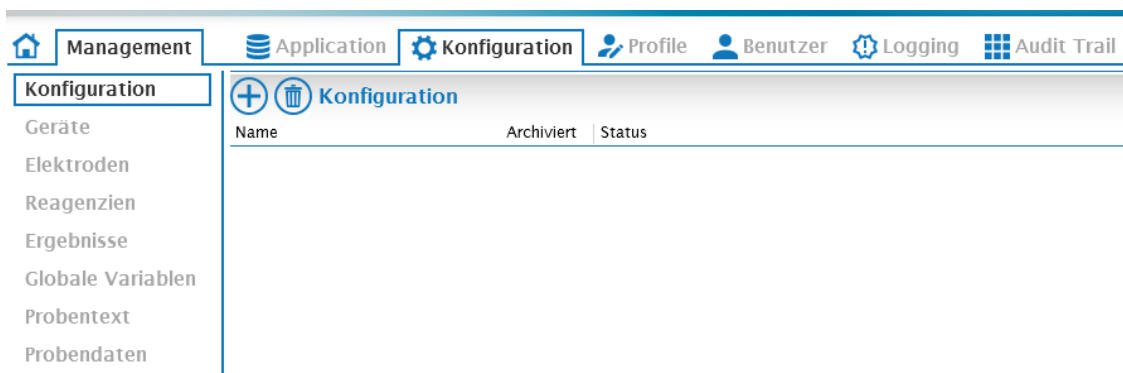 Management Application Konfiguration Profile Benutzer Logging Audit Trail
Konfiguration
Geräte
Elektroden
Reagenzien
Ergebnisse
Globale Variablen
Probentext
Probendaten
Konfiguration
Name Archiviert Status